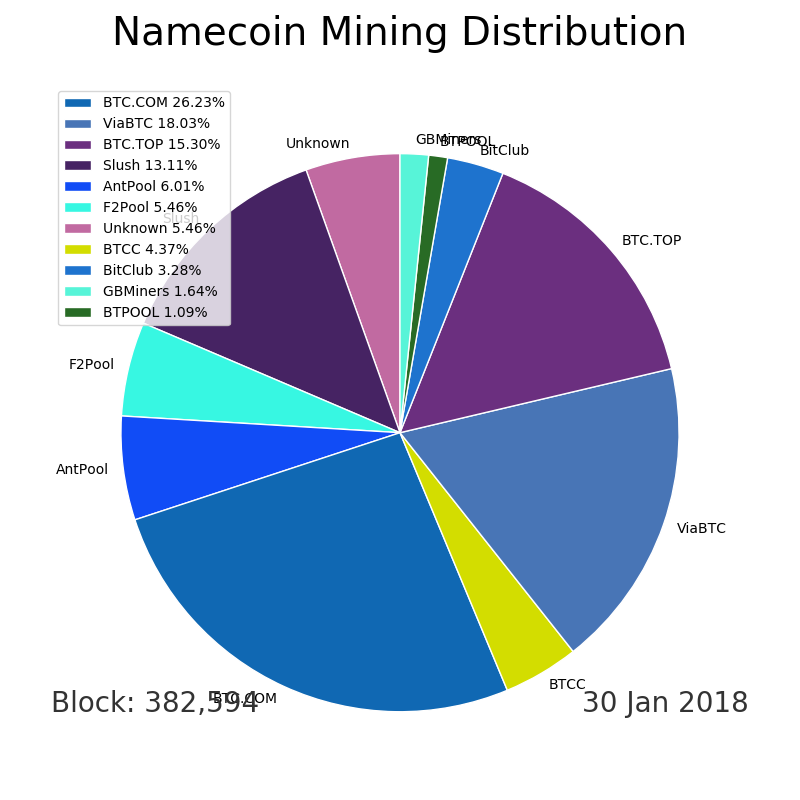 Namecoin Mining Distribution
BTC.COM 26.23%
ViaBTC 18.03%
BTC.TOP 15.30%
Slush 13.11%
AntPool 6.01%
F2Pool 5.46%
Unknown 5.46%
BTCC 4.37%
BitClub 3.28%
GBMiners 1.64%
BTPOOL 1.09%
Unknown
GBMiners
BTPOOL
BitClub
Slush
BTC.TOP
F2Pool
AntPool
ViaBTC
BTCC
BTC.COM
Block: 382,594
30 Jan 2018